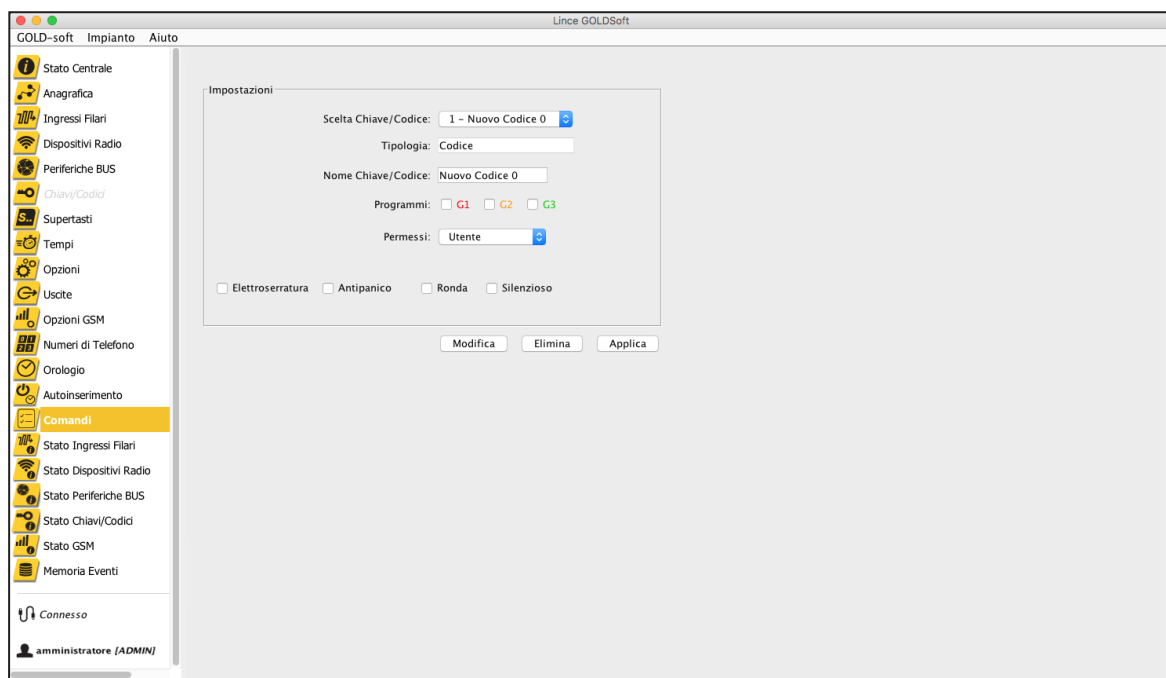 Lince GOLDSoft
GOLD-soft Impianto Aiuto
Stato Centrale
Anagrafica
Ingressi Filari
Dispositivi Radio
Periferiche BUS
Chiavi/Codici
S..
Supertasti
Tempi
Opzioni
Uscite
Opzioni GSM
Numeri di Telefono
Orologio
Autoinserimento
Comandi
Stato Ingressi Filari
Stato Dispositivi Radio
Stato Periferiche BUS
Stato Chiavi/Codici
Stato GSM
Memoria Eventi
Connesso
amministratore [ADMIN]
Impostazioni
Scelta Chiave/Codice: 1 - Nuovo Codice 0
Tipologia: Codice
Nome Chiave/Codice: Nuovo Codice 0
Programmi: G1 G2 G3
Permessi: Utente
Elettroserratura Antipanico Ronda Silenzioso
Modifica Elimina Applica